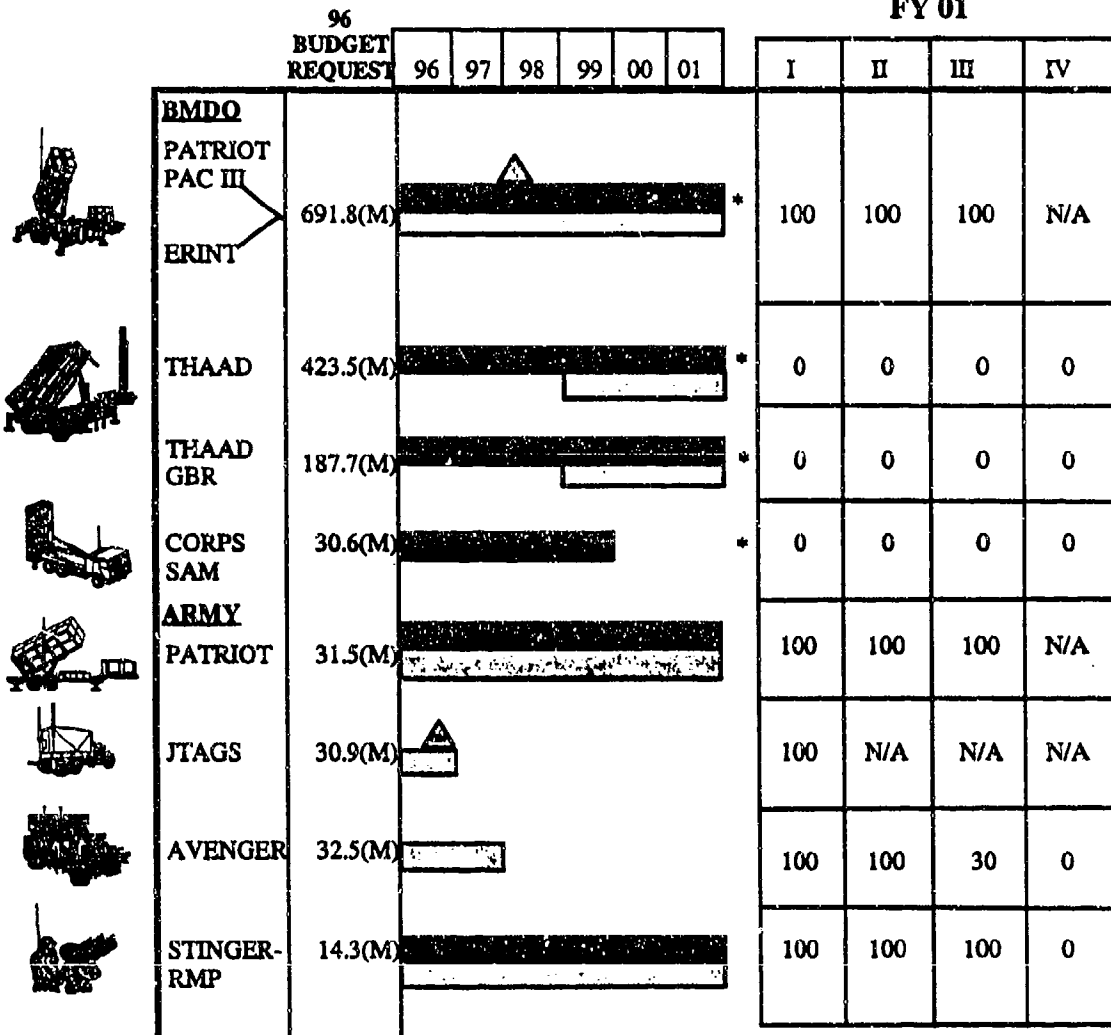 FY 01
96
BUDGET
REQUEST 96 97 98 99 00 01 I II III IV
BMDO
PATRIOT
PAC III
691.8(M) * 100 100 100 N/A
ERINT
THAAD 423.5(M) * 0 0 0 0
THAAD
GBR 187.7(M) * 0 0 0 0
CORPS 30.6(M) * 0 0 0 0
SAM
ARMY
PATRIOT 31.5(M) 100 100 100 N/A
JTAGS 30.9(M) 100 N/A N/A N/A
AVENGER 32.5(M) 100 100 30 0
STINGER- 14.3(M) 100 100 100 0
RMP